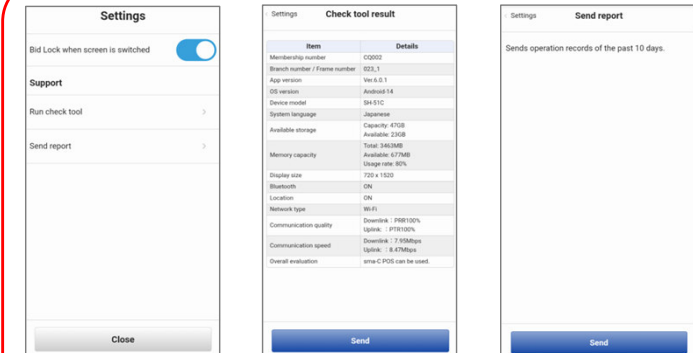 Settings
Bid Lock when screen is switched
Support
Run check tool
Send report
Close
Settings
Check tool result
Item Details
Membership number CQ002
Branch number / Frame number 023_1
App version Ver.6.0.1
OS version Android-14
Device model SH-51C
System language Japanese
Available storage Capacity: 47GB
Available: 23GB
Memory capacity Total: 3463MB
Available: 677MB
Usage rate: 80%
Display size 720 x 1520
Bluetooth ON
Location ON
Network type Wi-Fi
Communication quality Downlink : PRR100%
Uplink: : PTR100%
Communication speed Downlink : 7.95Mbps
Uplink: : 8.47Mbps
Overall evaluation sma-C POS can be used.
Send
Settings
Send report
Sends operation records of the past 10 days.
Send